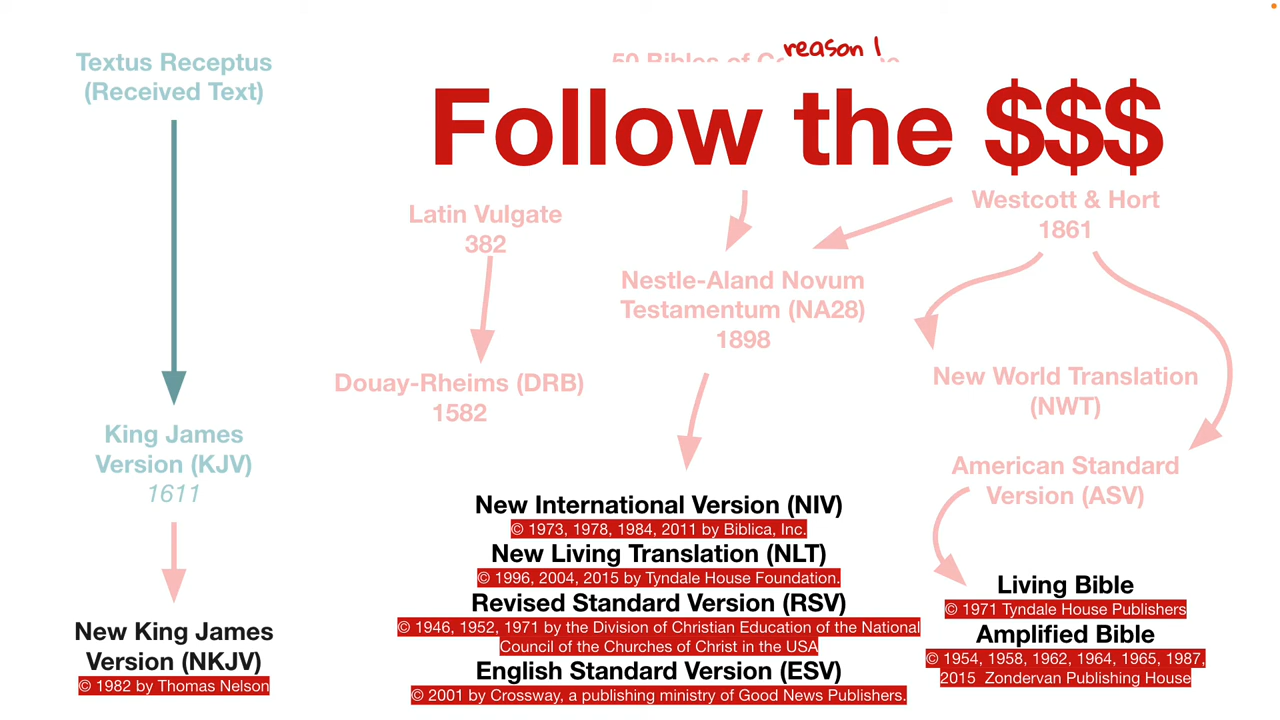 Textus Receptus
(Received Text)
reason!
50 Bibles of
Follow the $$$
Latin Vulgate
382
Westcott & Hort
1861
Nestle-Aland Novum
Testamentum (NA28)
1898
Douay-Rheims (DRB)
1582
New World Translation
(NWT)
King James
Version (KJV)
1611
American Standard
Version (ASV)
New International Version (NIV)
© 1973, 1978, 1984, 2011 by Biblica, Inc.
New Living Translation (NLT)
© 1996, 2004, 2015 by Tyndale House Foundation.
Revised Standard Version (RSV)
© 1946, 1952, 1971 by the Division of Christian Education of the National
Council of the Churches of Christ in the USA
English Standard Version (ESV)
© 2001 by Crossway, a publishing ministry of Good News Publishers.
Living Bible
© 1971 Tyndale House Publishers
Amplified Bible
© 1954, 1958, 1962, 1964, 1965, 1987,
2015 Zondervan Publishing House
New King James
Version (NKJV)
© 1982 by Thomas Nelson